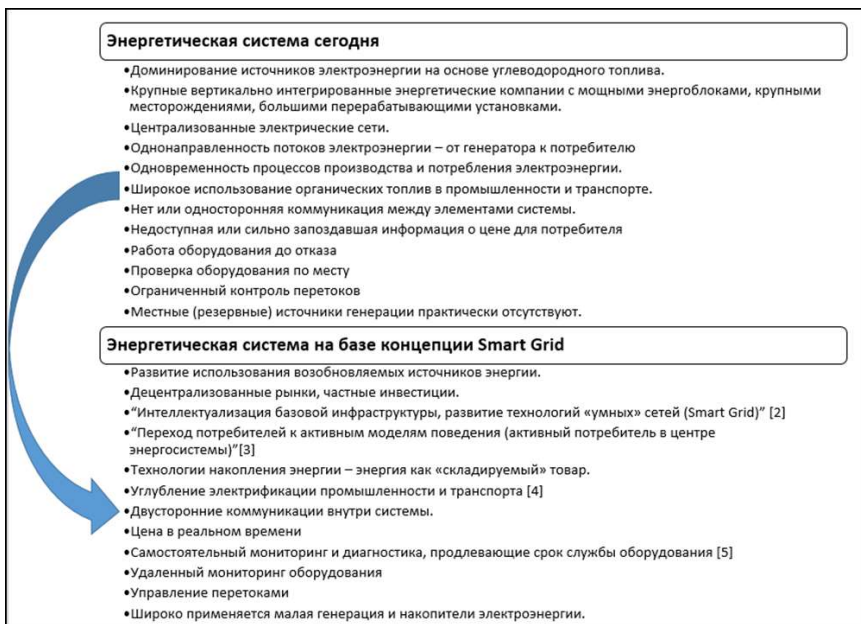 Энергетическая система сегодня
•Доминирование источников электроэнергии на основе углеводородного топлива.
•Крупные вертикально интегрированные энергетические компании с мощными энергоблоками, крупными
месторождениями, большими перерабатывающими установками.
•Централизованные электрические сети.
•Однонаправленность потоков электроэнергии – от генератора к потребителю
•Одновременность процессов производства и потребления электроэнергии.
•Широкое использование органических топлив в промышленности и транспорте.
•Нет или односторонняя коммуникация между элементами системы.
•Недоступная или сильно запоздавшая информация о цене для потребителя
•Работа оборудования до отказа
•Проверка оборудования по месту
•Ограниченный контроль перетоков
•Местные (резервные) источники генерации практически отсутствуют.
Энергетическая система на базе концепции Smart Grid
•Развитие использования возобновляемых источников энергии.
•Децентрализованные рынки, частные инвестиции.
•“Интеллектуализация базовой инфраструктуры, развитие технологий «умных» сетей (Smart Grid)” [2]
•“Переход потребителей к активным моделям поведения (активный потребитель в центре
энергосистемы)”[3]
•Технологии накопления энергии – энергия как «складируемый» товар.
•Углубление электрификации промышленности и транспорта [4]
•Двусторонние коммуникации внутри системы.
•Цена в реальном времени
•Самостоятельный мониторинг и диагностика, продлевающие срок службы оборудования [5]
•Удаленный мониторинг оборудования
•Управление перетоками
•Широко применяется малая генерация и накопители электроэнергии.